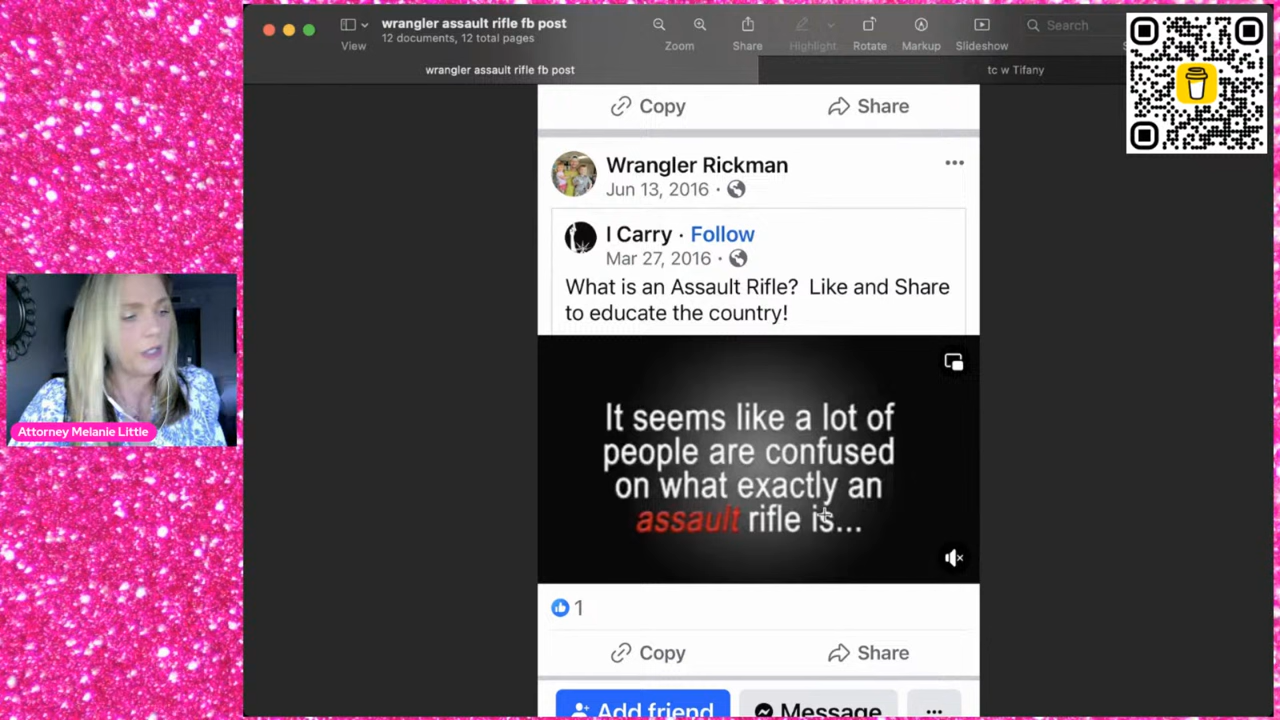 wrangler assault rifle fb post
12 documents, 12 total pages
View
Zoom
Share
Highlight
Rotate
Markup
Slideshow
Search
wrangler assault rifle fb post
tc w Tifany
Copy
Share
Wrangler Rickman
Jun 13, 2016 ·
I Carry · Follow
Mar 27, 2016 ·
What is an Assault Rifle? Like and Share
to educate the country!
It seems like a lot of
people are confused
on what exactly an
assault rifle is...
1
Copy
Share
Add friend
Message
Attorney Melanie Little